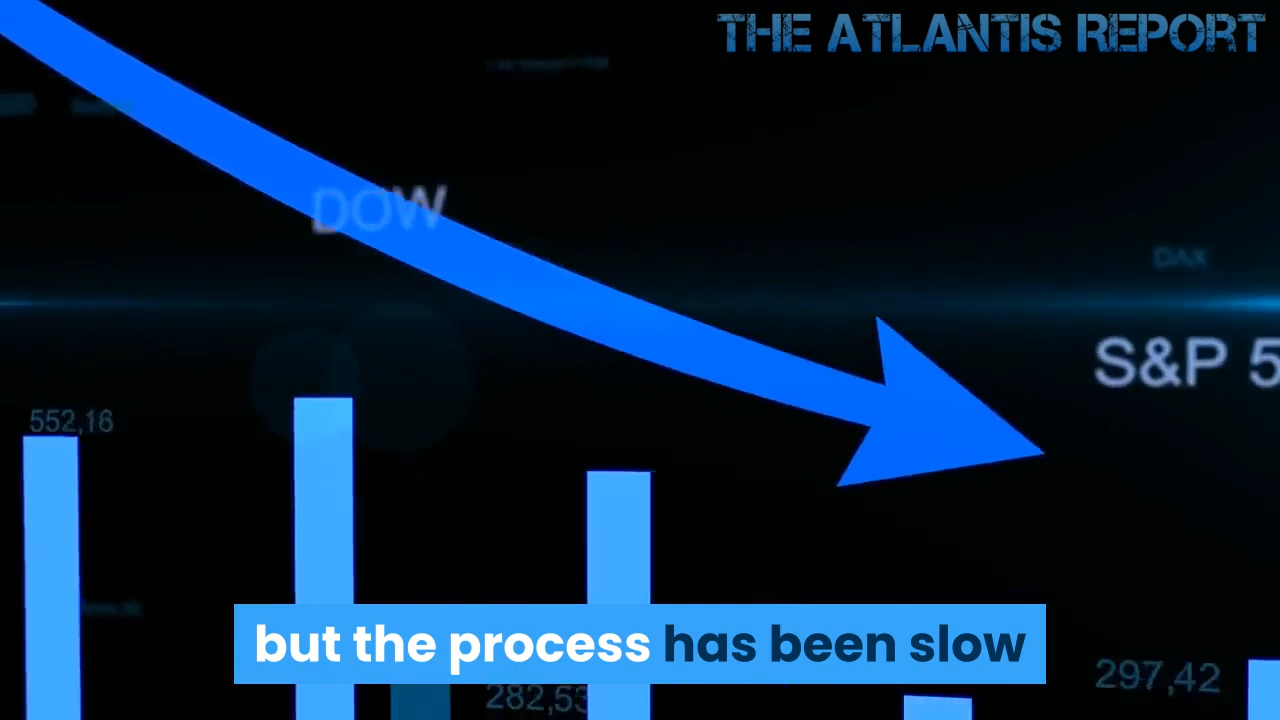 THE ATLANTIS REPORT
DOW
DAX
S&P 5
552,16
but the process has been slow
297,42
282,53